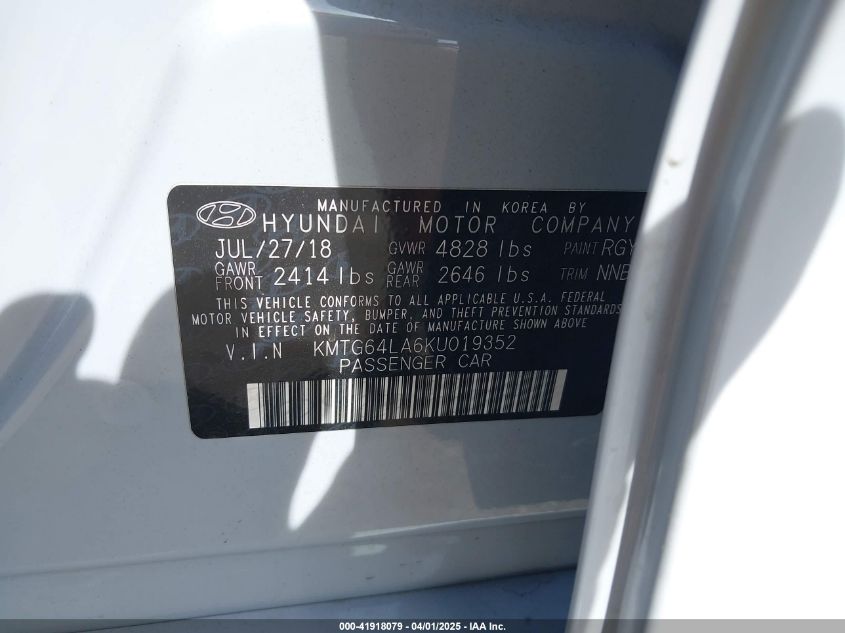 MANUFACTURED IN KOREA BY
HYUNDAI MOTOR COMPANY
JUL/27/18 GVWR 4828 lbs PAINT RGY
GAWR FRONT 2414 lbs GAWR REAR 2646 lbs TRIM NNB
THIS VEHICLE CONFORMS TO ALL APPLICABLE U.S.A. FEDERAL
MOTOR VEHICLE SAFETY, BUMPER, AND THEFT PREVENTION STANDARDS
IN EFFECT ON THE DATE OF MANUFACTURE SHOWN ABOVE
V.I.N KMTG64LA6KU019352
PASSENGER CAR
000-41918079 - 04/01/2025 - IAA Inc.